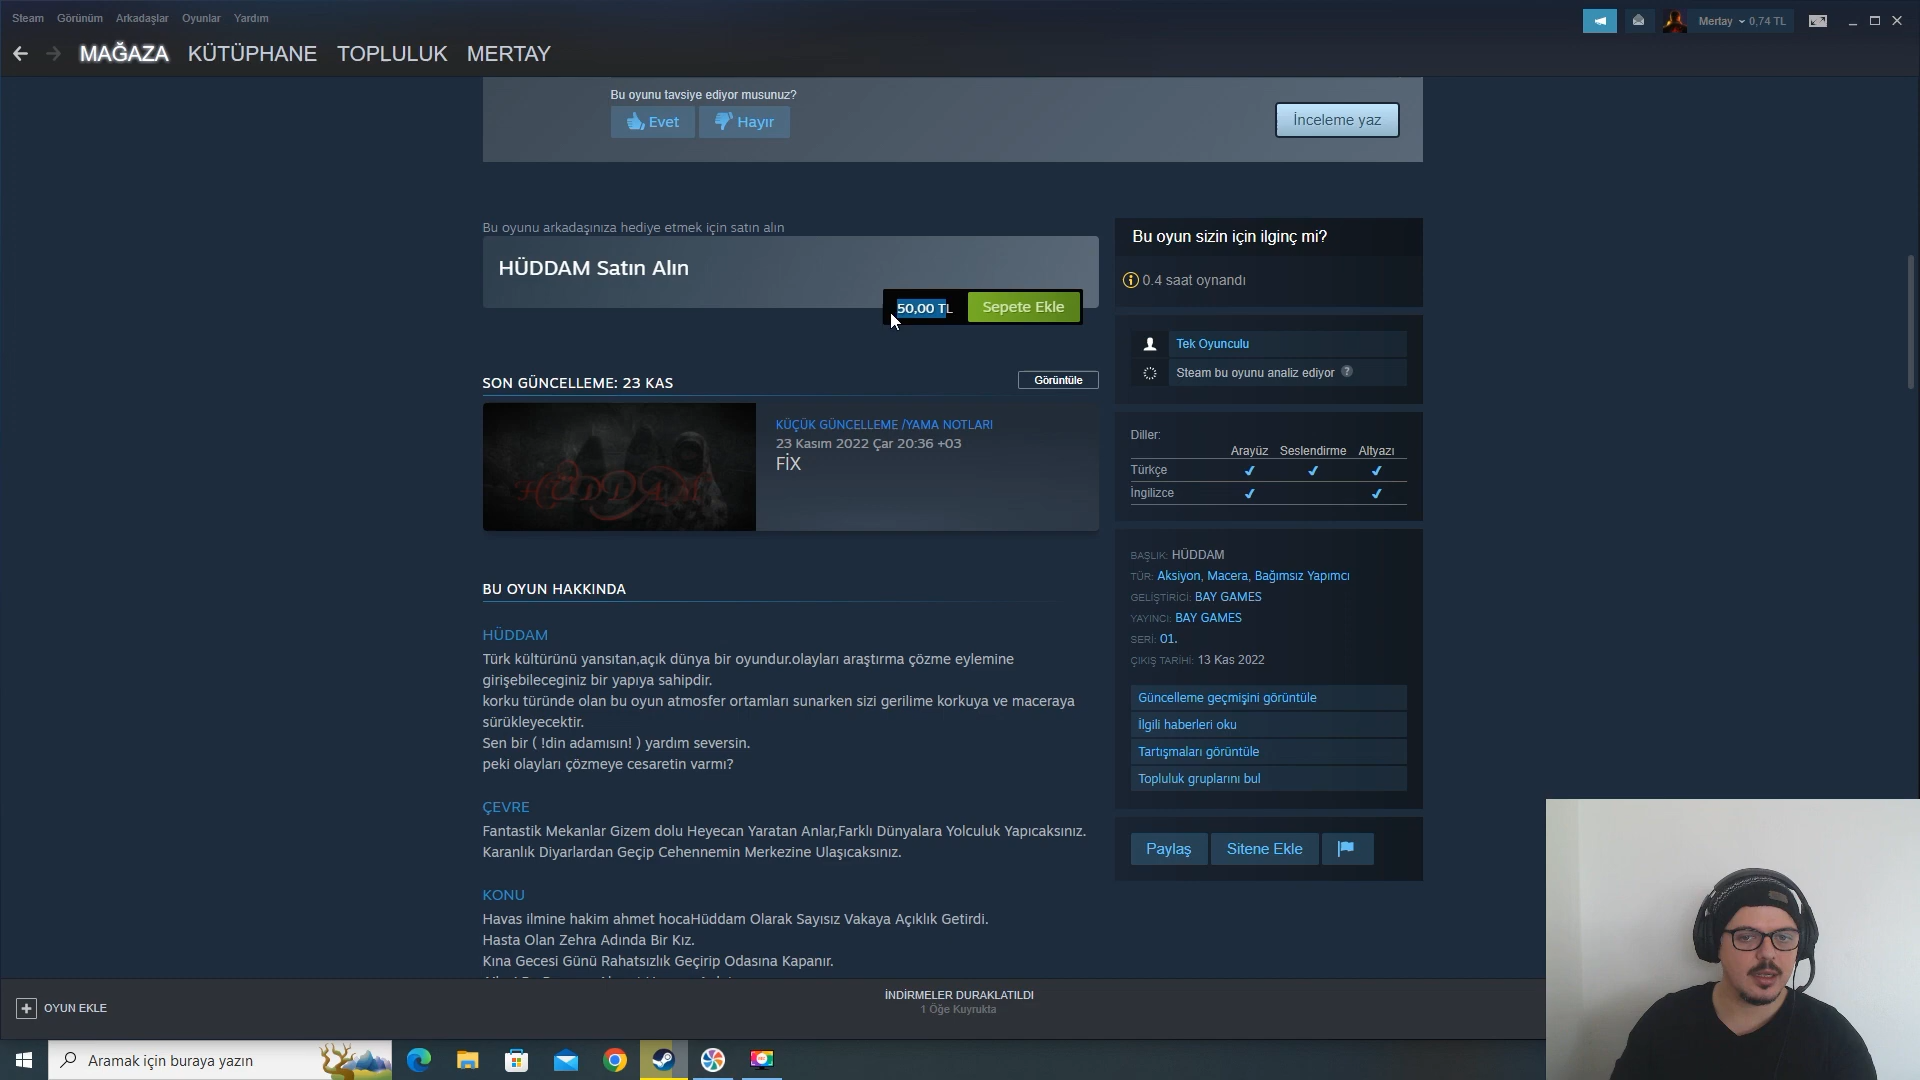 Steam Görünüm Arkadaşlar Oyunlar Yardım
Mertay 0,74 TL
MAĞAZA KÜTÜPHANE TOPLULUK MERTAY
Bu oyunu tavsiye ediyor musunuz?
Evet Hayır
İnceleme yaz
Bu oyunu arkadaşınıza hediye etmek için satın alın
HÜDDAM Satın Alın
50,00 TL Sepete Ekle
SON GÜNCELLEME: 23 KAS
Görüntüle
KÜÇÜK GÜNCELLEME /YAMA NOTLARI
23 Kasım 2022 Çar 20:36 +03
FİX
HÜDDAM
BU OYUN HAKKINDA
HÜDDAM
Türk kültürünü yansıtan,açık dünya bir oyundur.olayları araştırma çözme eylemine
girişebileceginiz bir yapıya sahipdir.
korku türünde olan bu oyun atmosfer ortamları sunarken sizi gerilime korkuya ve maceraya
sürükleyecektir.
Sen bir ( !din adamısın! ) yardım seversin.
peki olayları çözmeye cesaretin varmı?
ÇEVRE
Fantastik Mekanlar Gizem dolu Heyecan Yaratan Anlar,Farklı Dünyalara Yolculuk Yapıcaksınız.
Karanlık Diyarlardan Geçip Cehennemin Merkezine Ulaşıcaksınız.
KONU
Havas ilmine hakim ahmet hocaHüddam Olarak Sayısız Vakaya Açıklık Getirdi.
Hasta Olan Zehra Adında Bir Kız.
Kına Gecesi Günü Rahatsızlık Geçirip Odasına Kapanır.
Bu oyun sizin için ilginç mi?
0.4 saat oynandı
Tek Oyunculu
Steam bu oyunu analiz ediyor ?
Diller:
Arayüz Seslendirme Altyazı
Türkçe ✔ ✔ ✔
İngilizce ✔ ✔
BAŞLIK: HÜDDAM
TÜR: Aksiyon, Macera, Bağımsız Yapımcı
GELİŞTİRİCİ: BAY GAMES
YAYINCI: BAY GAMES
SERİ: 01.
ÇIKIŞ TARİHİ: 13 Kas 2022
Güncelleme geçmişini görüntüle
İlgili haberleri oku
Tartışmaları görüntüle
Topluluk gruplarını bul
Paylaş Sitene Ekle
OYUN EKLE
İNDİRMELER DURAKLATILDI
1 Öğe Kuyrukta
Aramak için buraya yazın